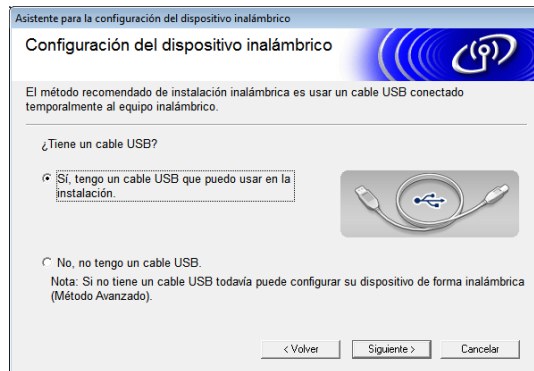 Asistente para la configuración del dispositivo inalámbrico
Configuración del dispositivo inalámbrico
El método recomendado de instalación inalámbrica es usar un cable USB conectado
temporalmente al equipo inalámbrico.
¿Tiene un cable USB?
Sí, tengo un cable USB que puedo usar en la
instalación.
No, no tengo un cable USB.
Nota: Si no tiene un cable USB todavía puede configurar su dispositivo de forma inalámbrica
(Método Avanzado).
< Volver
Siguiente >
Cancelar